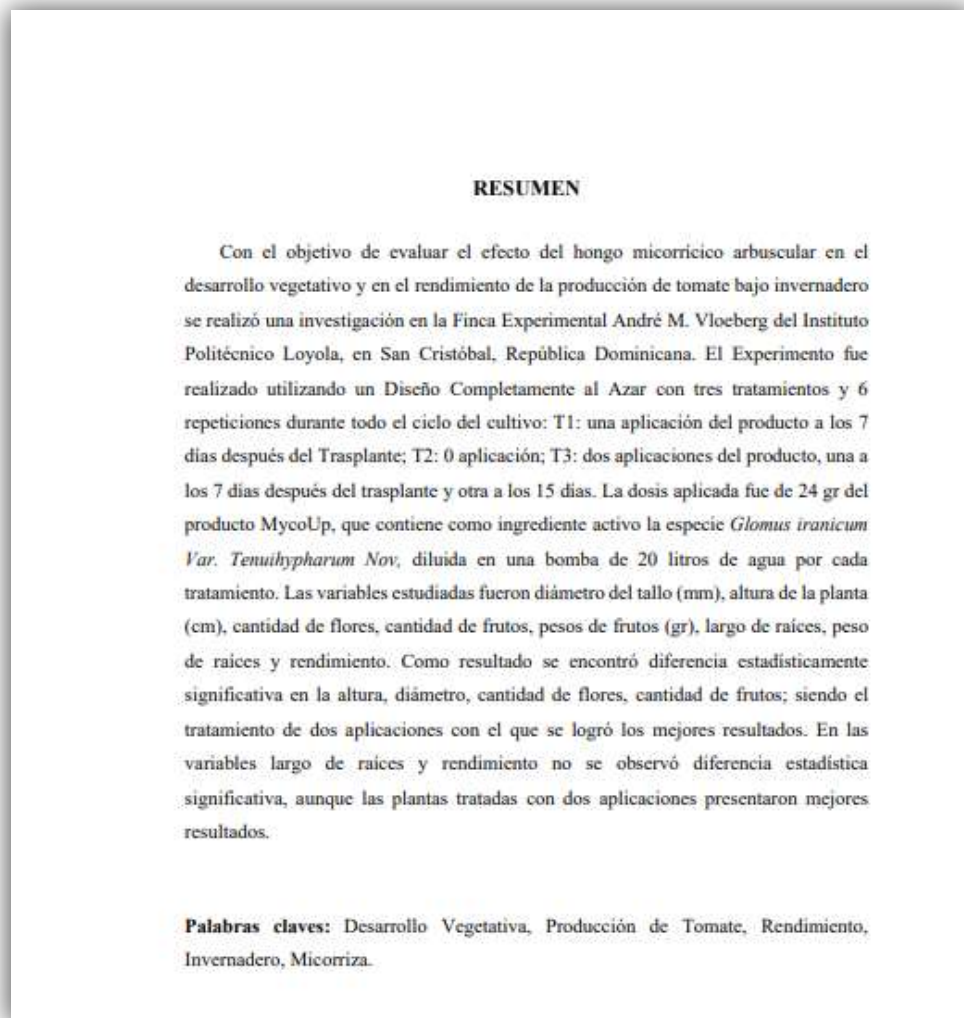 RESUMEN
Con el objetivo de evaluar el efecto del hongo micorrícico arbuscular en el
desarrollo vegetativo y en el rendimiento de la producción de tomate bajo invernadero
se realizó una investigación en la Finca Experimental André M. Vloeberg del Instituto
Politécnico Loyola, en San Cristóbal, República Dominicana. El Experimento fue
realizado utilizando un Diseño Completamente al Azar con tres tratamientos y 6
repeticiones durante todo el ciclo del cultivo: T1: una aplicación del producto a los 7
días después del Trasplante; T2: 0 aplicación; T3: dos aplicaciones del producto, una a
los 7 días después del trasplante y otra a los 15 días. La dosis aplicada fue de 24 gr del
producto MycoUp, que contiene como ingrediente activo la especie Glomus iranicum
Var. Tenuihypharum Nov, diluida en una bomba de 20 litros de agua por cada
tratamiento. Las variables estudiadas fueron diámetro del tallo (mm), altura de la planta
(cm), cantidad de flores, cantidad de frutos, pesos de frutos (gr), largo de raíces, peso
de raíces y rendimiento. Como resultado se encontró diferencia estadísticamente
significativa en la altura, diámetro, cantidad de flores, cantidad de frutos; siendo el
tratamiento de dos aplicaciones con el que se logró los mejores resultados. En las
variables largo de raíces y rendimiento no se observó diferencia estadística
significativa, aunque las plantas tratadas con dos aplicaciones presentaron mejores
resultados.
Palabras claves: Desarrollo Vegetativa, Producción de Tomate, Rendimiento,
Invernadero, Micorriza.